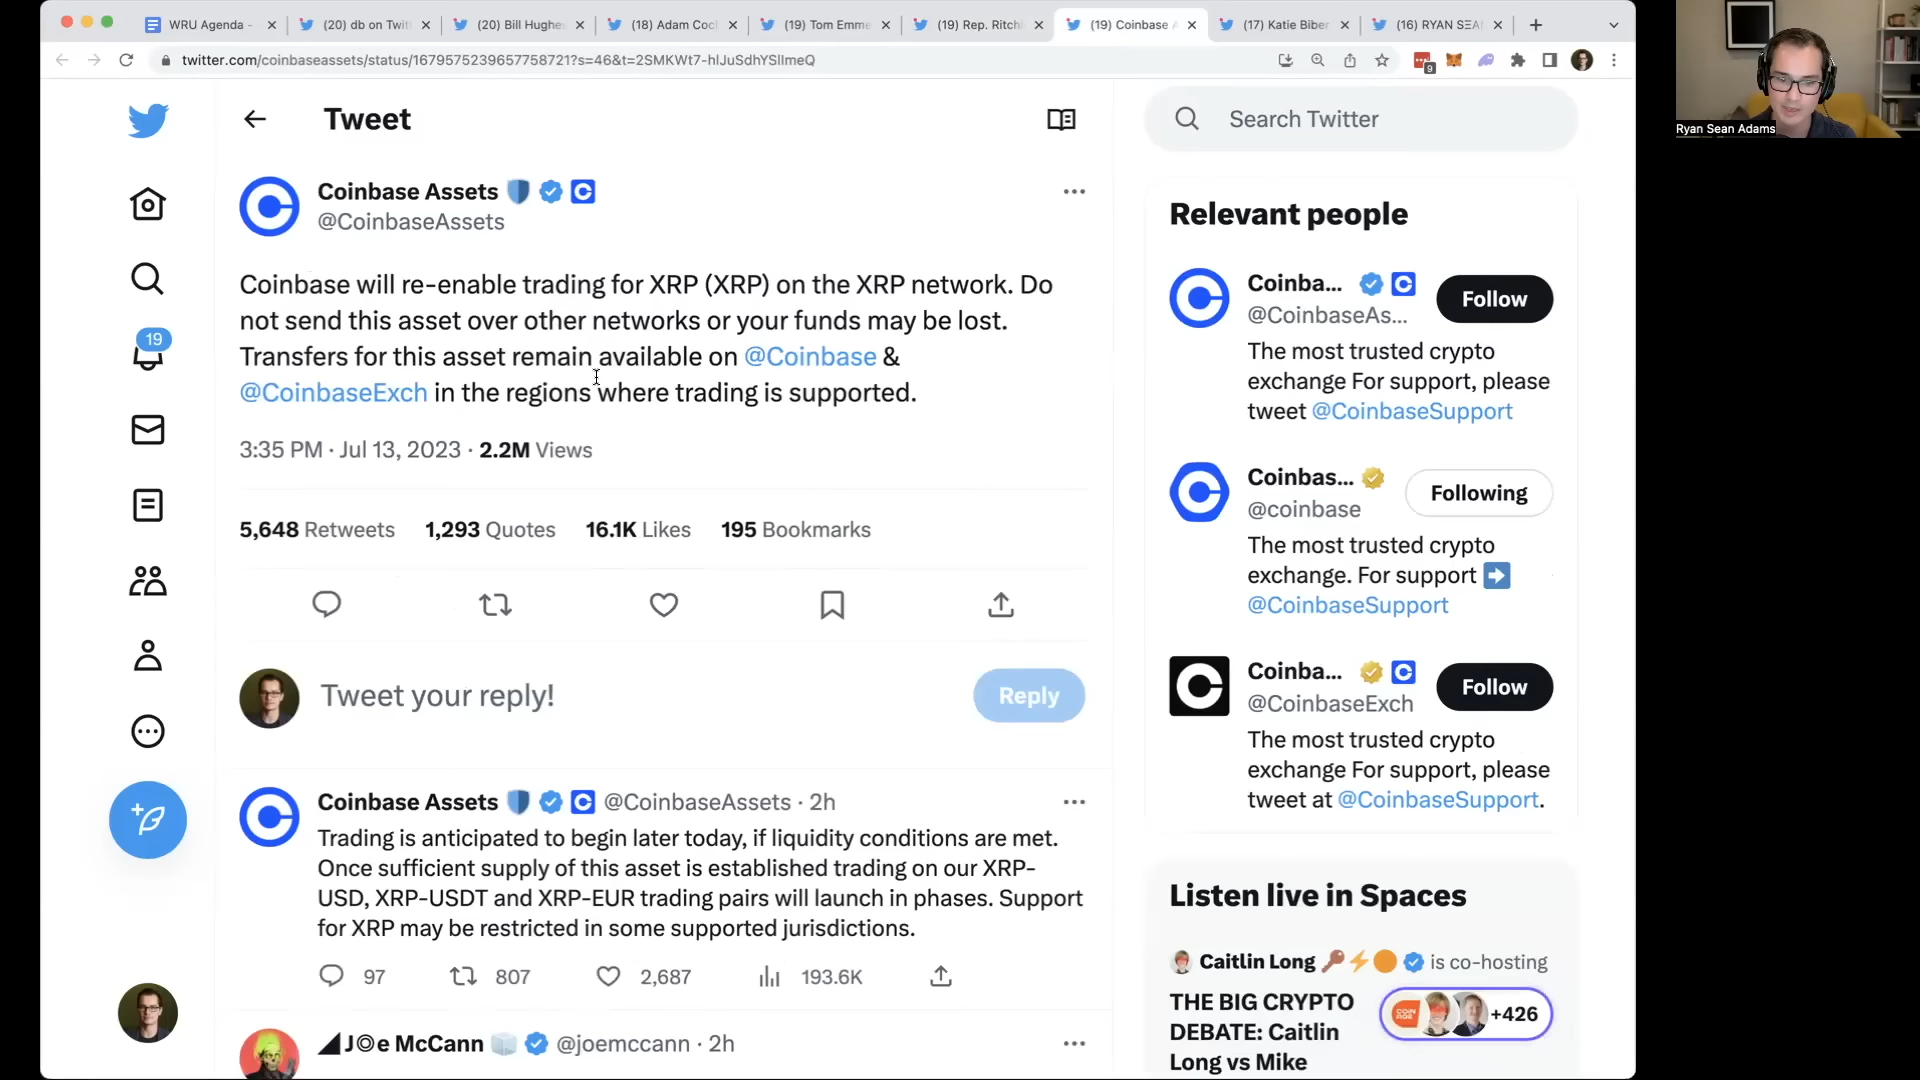 WRU Agenda -
(20) db on Twit
(20) Bill Hughe
(18) Adam Coc
(19) Tom Emme
(19) Rep. Ritch
(19) Coinbase A
(17) Katie Biber
(16) RYAN SΞA
twitter.com/coinbaseassets/status/1679575239657758721?s=46&t=2SMKWt7-hlJuSdhYSlImeQ
9
Ryan Sean Adams
Tweet
Search Twitter
Coinbase Assets
@CoinbaseAssets
Coinbase will re-enable trading for XRP (XRP) on the XRP network. Do
not send this asset over other networks or your funds may be lost.
Transfers for this asset remain available on @Coinbase &
@CoinbaseExch in the regions where trading is supported.
3:35 PM · Jul 13, 2023 · 2.2M Views
5,648 Retweets 1,293 Quotes 16.1K Likes 195 Bookmarks
Tweet your reply!
Reply
Coinbase Assets @CoinbaseAssets · 2h
Trading is anticipated to begin later today, if liquidity conditions are met.
Once sufficient supply of this asset is established trading on our XRP-
USD, XRP-USDT and XRP-EUR trading pairs will launch in phases. Support
for XRP may be restricted in some supported jurisdictions.
97 807 2,687 193.6K
J◎e McCann @joemccann · 2h
19
Relevant people
Coinba...
@CoinbaseAs...
Follow
The most trusted crypto
exchange For support, please
tweet @CoinbaseSupport
Coinbas...
@coinbase
Following
The most trusted crypto
exchange. For support
@CoinbaseSupport
Coinba...
@CoinbaseExch
Follow
The most trusted crypto
exchange For support, please
tweet at @CoinbaseSupport.
Listen live in Spaces
Caitlin Long is co-hosting
THE BIG CRYPTO
DEBATE: Caitlin
Long vs Mike
+426